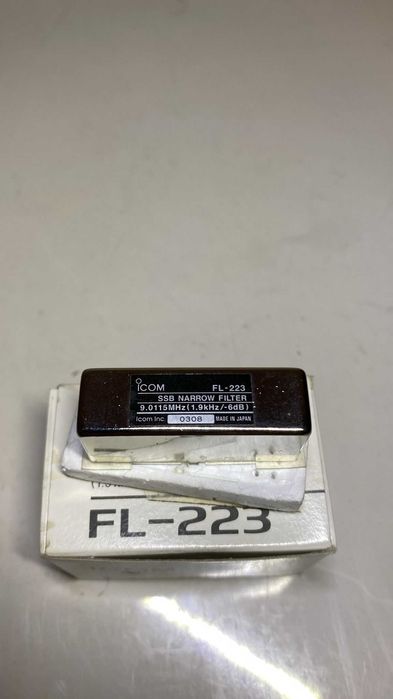 ICOM FL-223
SSB NARROW FILTER
9.0115MHz(1.9kHz/-6dB)
Icom Inc. 0308 MADE IN JAPAN
FL-223